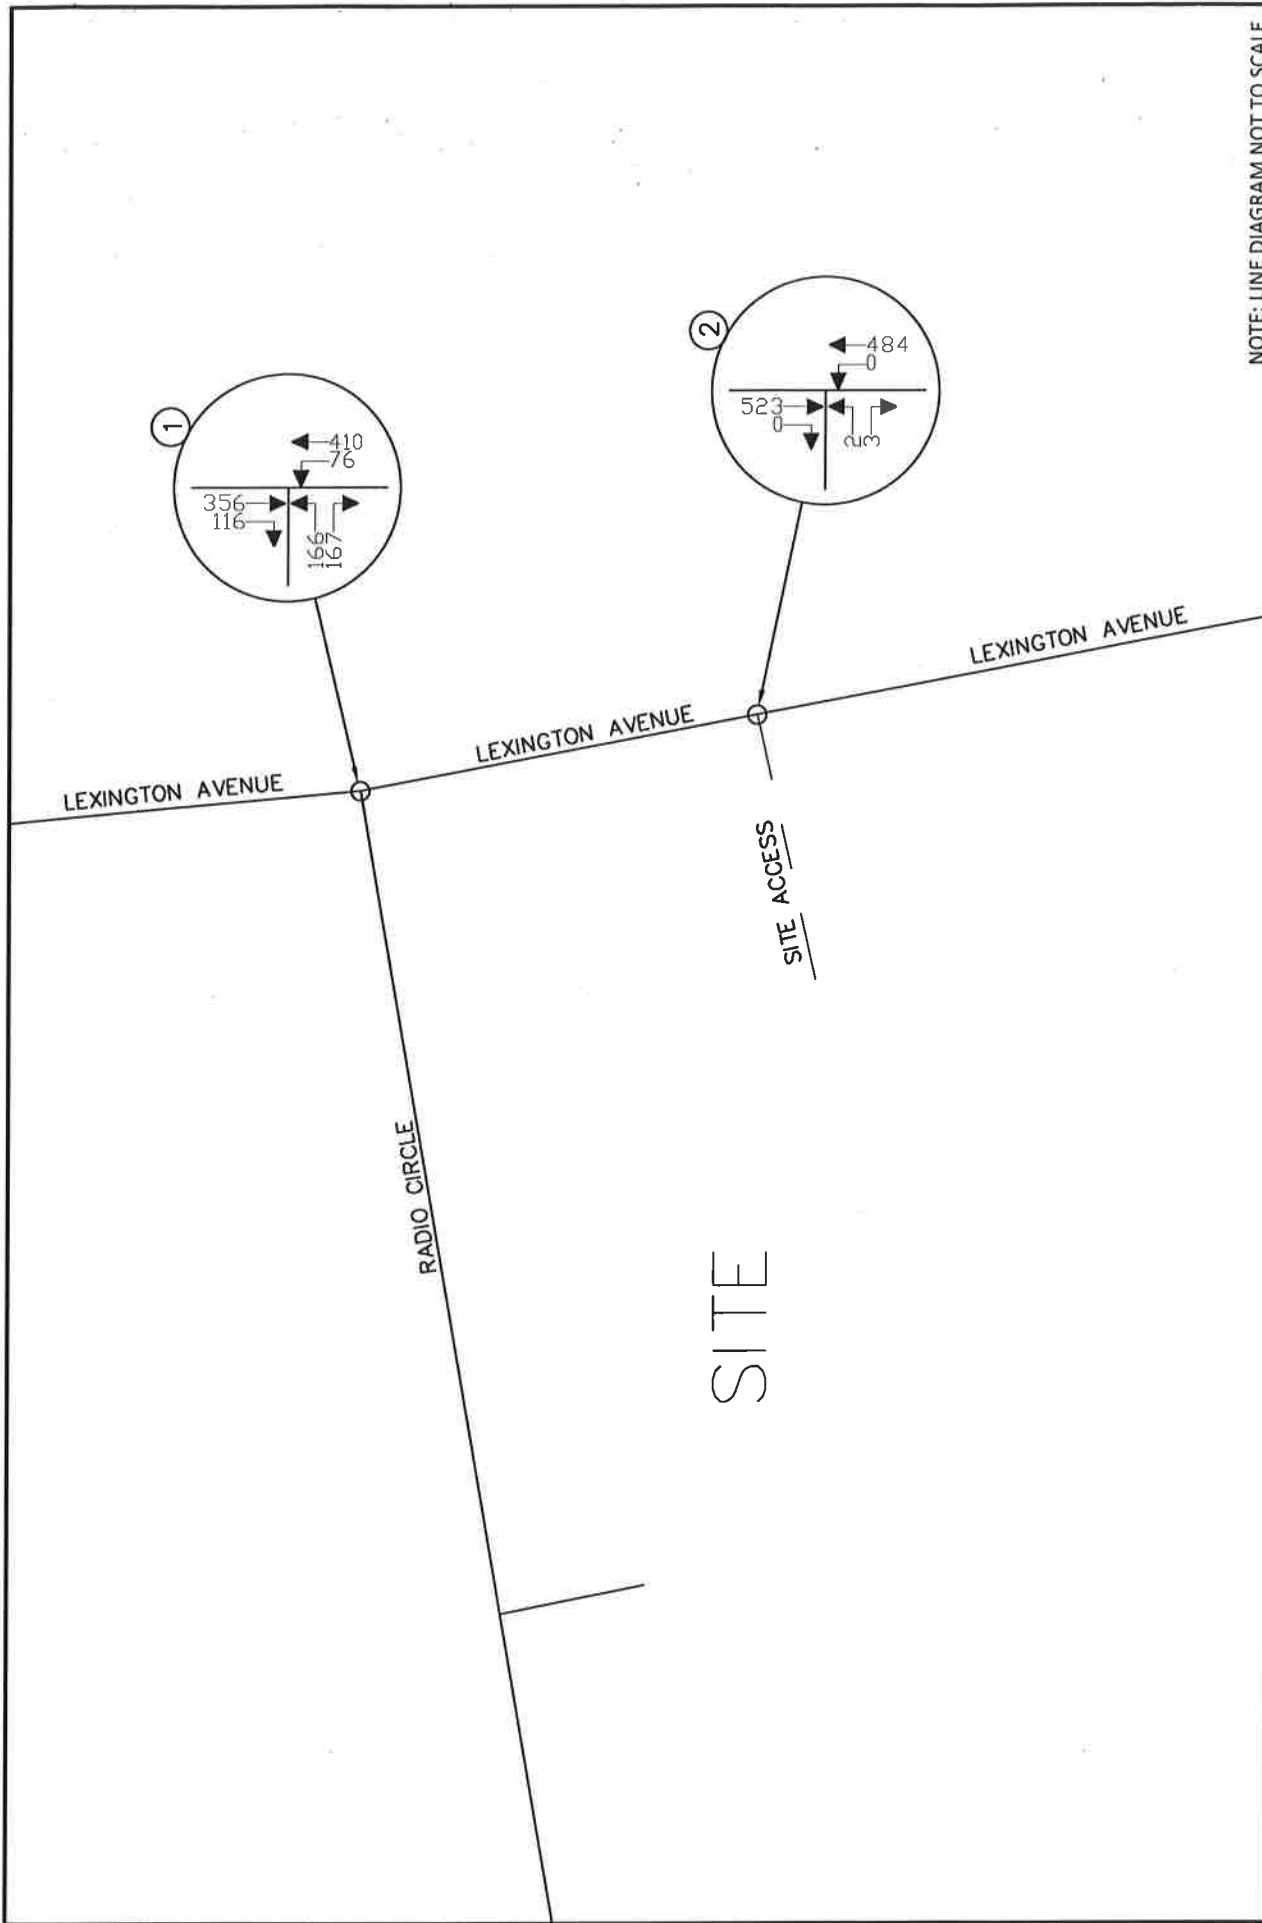 NOTE: LINE DIAGRAM NOT TO SCALE
1
356
116
410
76
166
167
2
523
0
484
0
2
3
LEXINGTON AVENUE
LEXINGTON AVENUE
LEXINGTON AVENUE
SITE ACCESS
RADIO CIRCLE
SITE